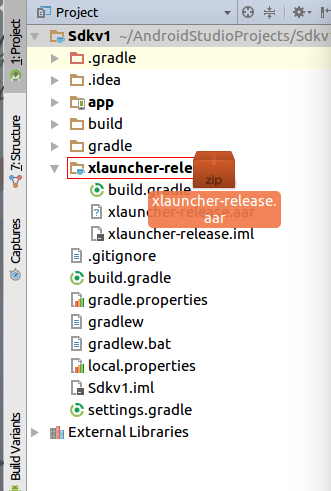 Project
Sdkv1 ~/AndroidStudioProjects/Sdkv
.gradle
.idea
app
build
gradle
xlauncher-rele
zip
build.gradle
xlauncher-release.
aar
xlauncher-release.aar
xlauncher-release.iml
.gitignore
build.gradle
gradle.properties
gradlew
gradlew.bat
local.properties
Sdkv1.iml
settings.gradle
External Libraries
1: Project
7: Structure
Captures
Build Variants